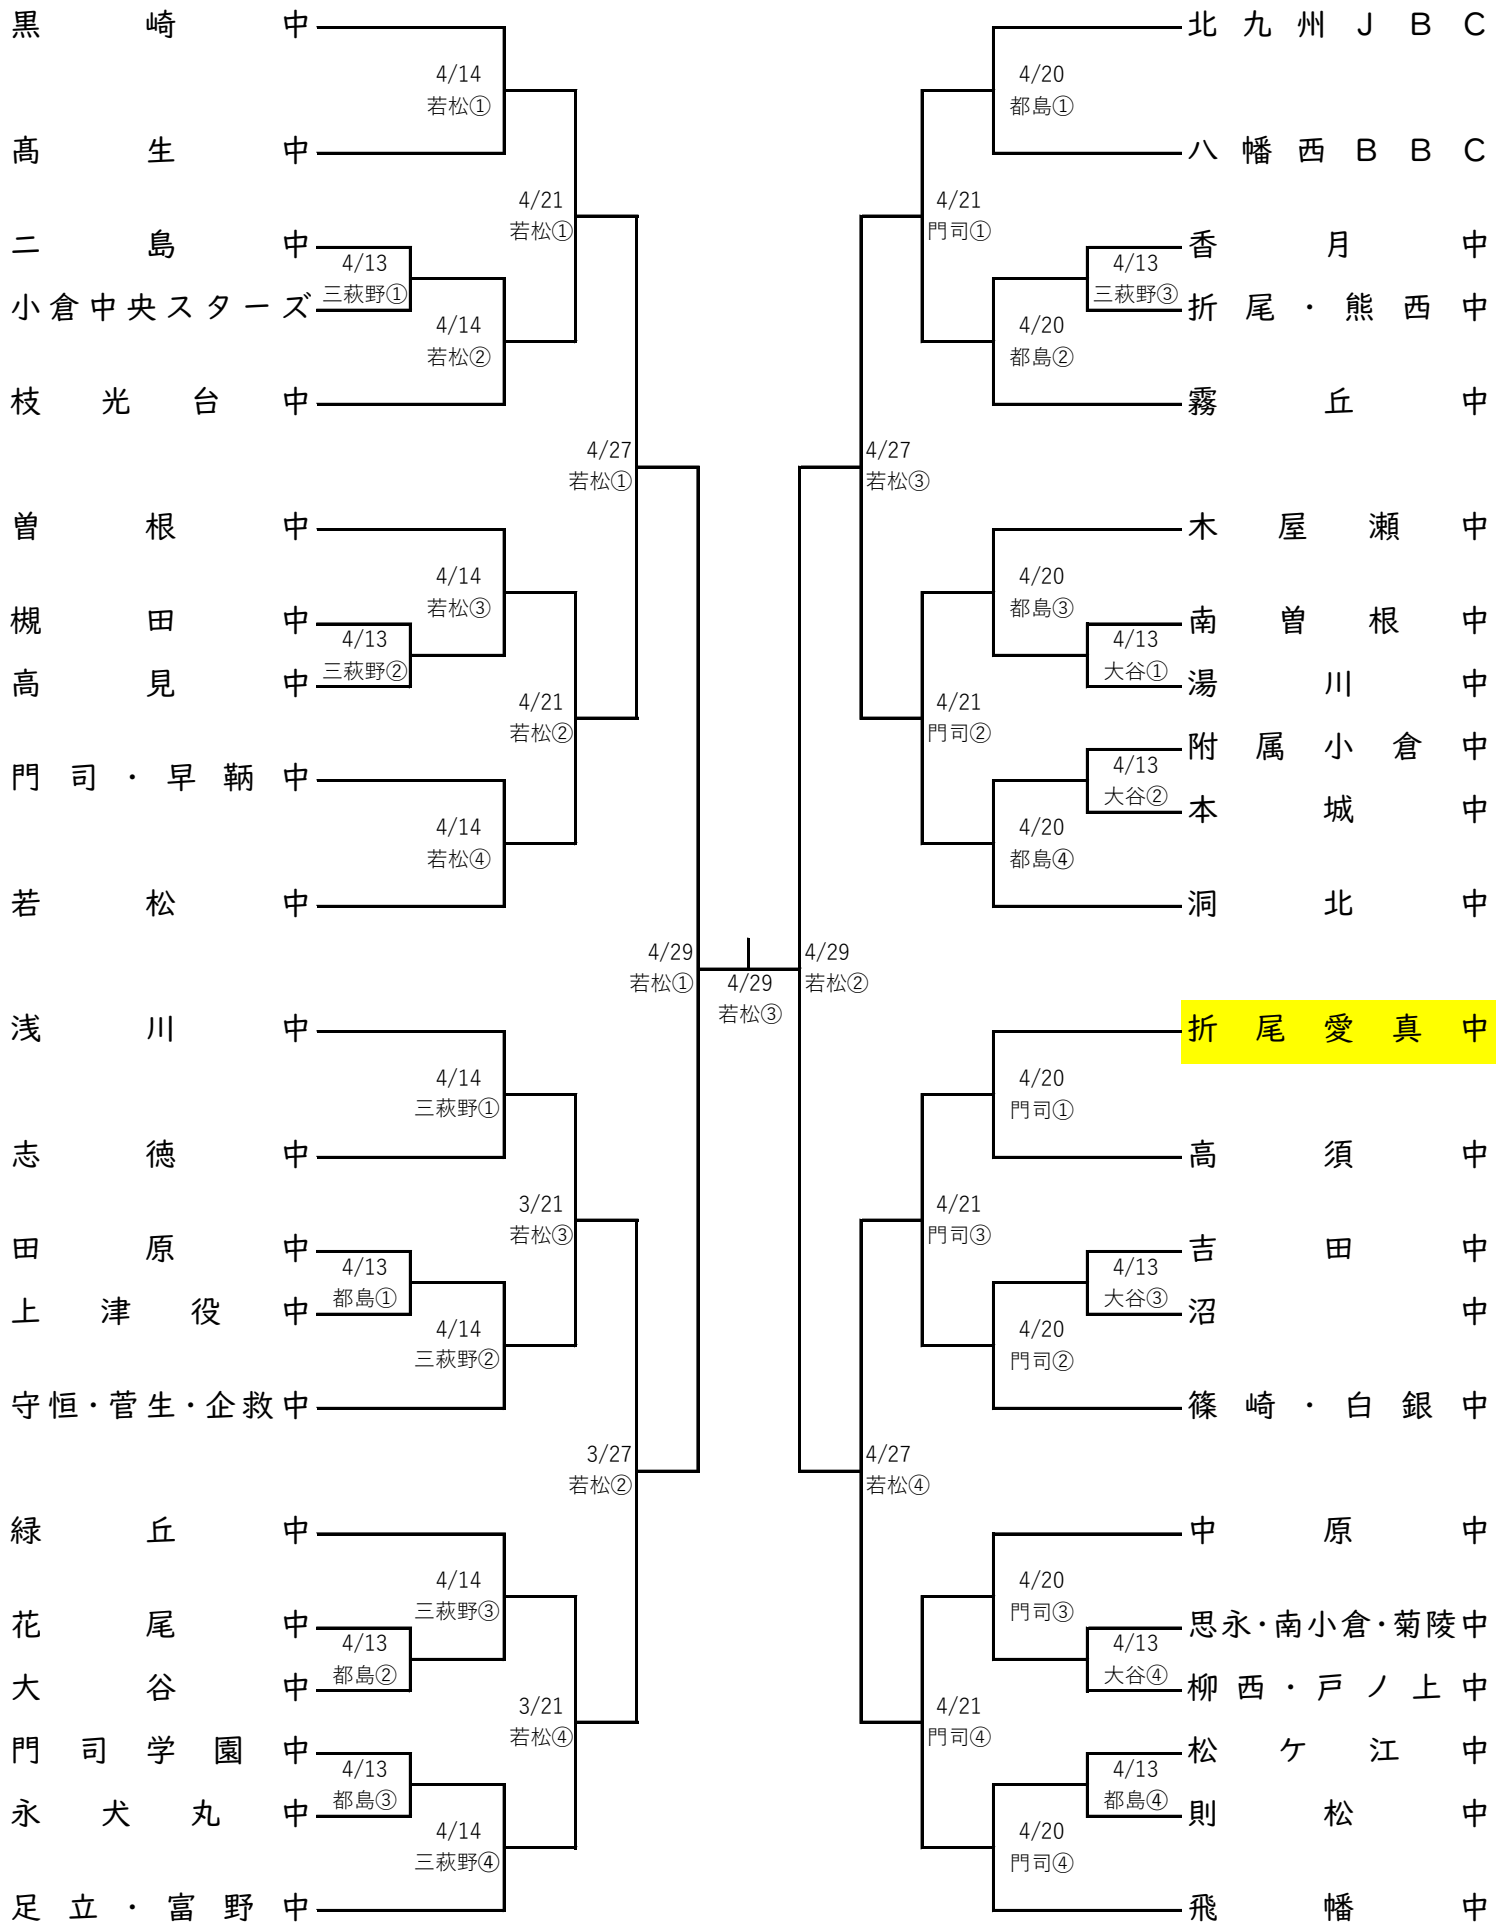 黒崎中
4/14
若松①
髙生中
4/21
若松①
二島中
4/13
三萩野①
小倉中央スターズ
4/14
若松②
枝光台中
4/27
若松①
曽根中
4/14
若松③
槻田中
4/13
三萩野②
高見中
4/21
若松②
門司・早鞆中
4/14
若松④
若松中
4/29
若松①
4/29
若松③
浅川中
4/14
三萩野①
志徳中
3/21
若松③
田原中
4/13
都島①
上津役中
4/14
三萩野②
守恒・菅生・企救中
3/27
若松②
緑丘中
4/14
三萩野③
花尾中
4/13
都島②
大谷中
3/21
若松④
門司学園中
4/13
都島③
永犬丸中
4/14
三萩野④
足立・富野中
北九州JBC
4/20
都島①
八幡西BBC
4/21
門司①
香月中
4/13
三萩野③
折尾・熊西中
4/20
都島②
霧丘中
4/27
若松③
木屋瀬中
4/20
都島③
南曽根中
4/13
大谷①
湯川中
4/21
門司②
附属小倉中
4/13
大谷②
本城中
4/20
都島④
洞北中
4/29
若松②
折尾愛真中
4/20
門司①
高須中
4/21
門司③
吉田中
4/13
大谷③
沼中
4/20
門司②
篠崎・白銀中
4/27
若松④
中原中
4/20
門司③
思永・南小倉・菊陵中
4/13
大谷④
柳西・戸ノ上中
4/21
門司④
松ケ江中
4/13
都島④
則松中
4/20
門司④
飛幡中